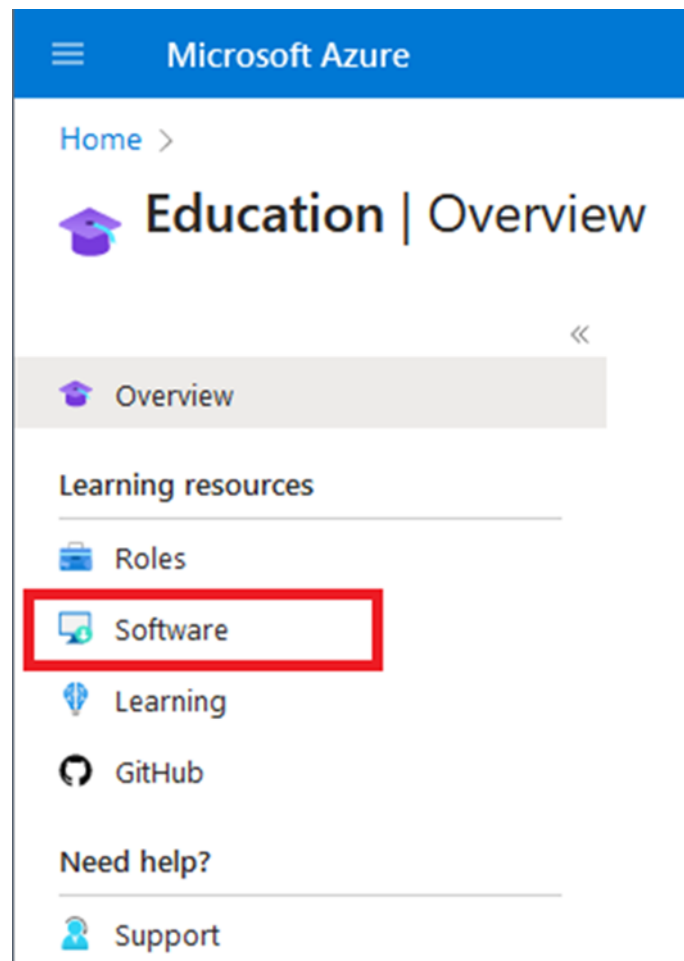 Microsoft Azure
Home >
Education | Overview
«
Overview
Learning resources
Roles
Software
Learning
GitHub
Need help?
Support